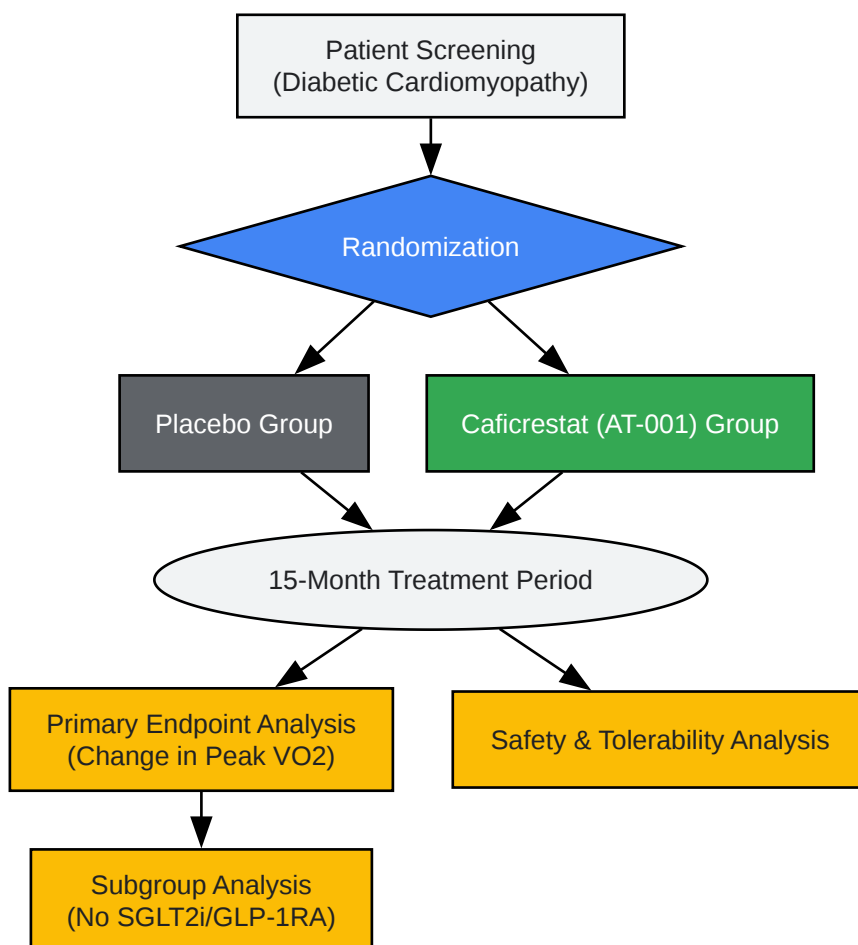 Patient Screening
(Diabetic Cardiomyopathy)
Randomization
Placebo Group
Caficrestat (AT-001) Group
15-Month Treatment Period
Primary Endpoint Analysis
(Change in Peak VO2)
Safety & Tolerability Analysis
Subgroup Analysis
(No SGLT2i/GLP-1RA)